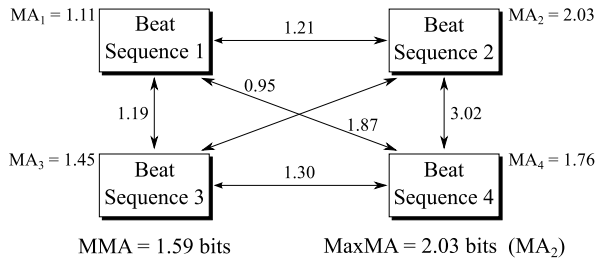 MA₁ = 1.11
Beat
Sequence 1
1.21
Beat
Sequence 2
MA₂ = 2.03
1.19
0.95
1.87
3.02
MA₃ = 1.45
Beat
Sequence 3
1.30
Beat
Sequence 4
MA₄ = 1.76
MMA = 1.59 bits
MaxMA = 2.03 bits (MA₂)